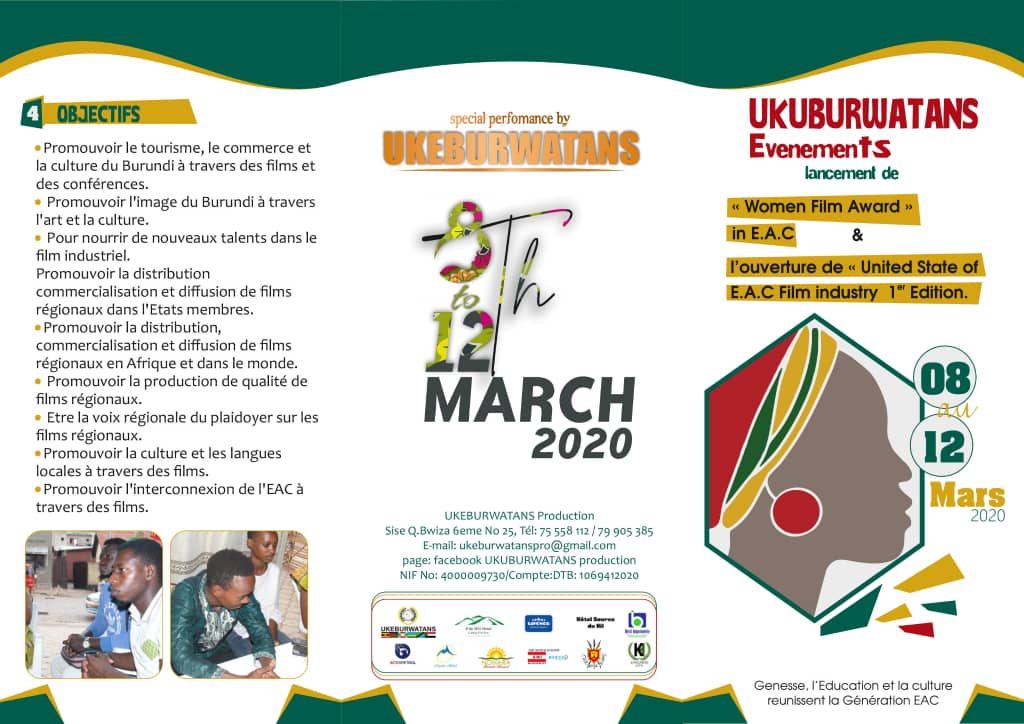 4 OBJECTIFS
•Promouvoir le tourisme, le commerce et
la culture du Burundi à travers des films et
des conférences.
• Promouvoir l'image du Burundi à travers
l'art et la culture.
• Pour nourrir de nouveaux talents dans le
film industriel.
Promouvoir la distribution
commercialisation et diffusion de films
régionaux dans l'Etats membres.
•Promouvoir la distribution,
commercialisation et diffusion de films
régionaux en Afrique et dans le monde.
• Promouvoir la production de qualité de
films régionaux.
• Etre la voix régionale du plaidoyer sur les
films régionaux.
•Promouvoir la culture et les langues
locales à travers des films.
•Promouvoir l'interconnexion de l'EAC à
travers des films.
special perfomance by
UKEBURWATANS
8Th
to
12
MARCH
2020
UKEBURWATANS Production
Sise Q.Bwiza 6eme No 25, Tél: 75 558 112 / 79 905 385
E-mail: ukeburwatanspro@gmail.com
page: facebook UKUBURWATANS production
NIF No: 4000009730/Compte:DTB: 1069412020
UKEBURWATANS
Hôtel Source
du Nil
UKUBURWATANS
Evenements
lancement de
« Women Film Award »
in E.A.C &
l'ouverture de « United State of
E.A.C Film industry 1er Edition.
08
au
12
Mars
2020
Genesse, l'Education et la culture
reunissent la Génération EAC